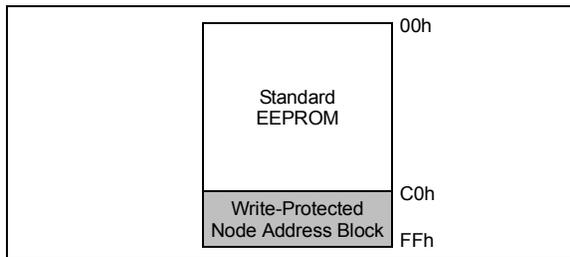 00h
Standard
EEPROM
C0h
Write-Protected
Node Address Block
FFh